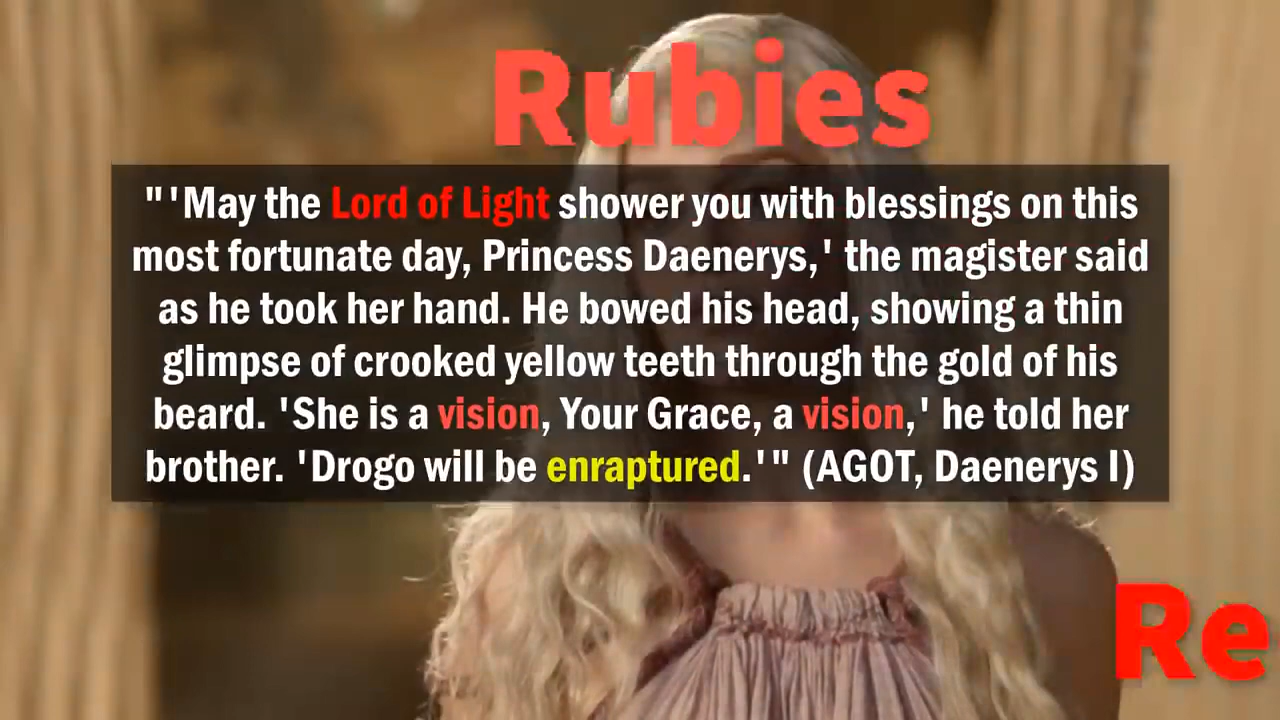 Rubies
"'May the Lord of Light shower you with blessings on this
most fortunate day, Princess Daenerys,' the magister said
as he took her hand. He bowed his head, showing a thin
glimpse of crooked yellow teeth through the gold of his
beard. 'She is a vision, Your Grace, a vision,' he told her
brother. 'Drogo will be enraptured.'" (AGOT, Daenerys I)
Re